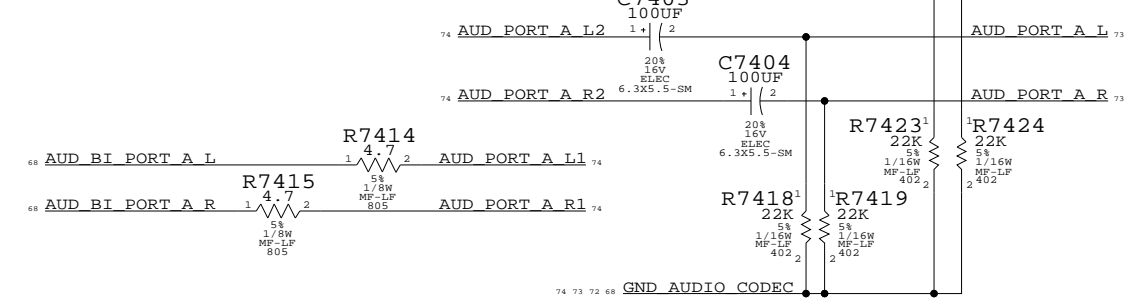 C7403
100UF
74 AUD_PORT_A_L2 1 + 2 AUD_PORT_A_L 73
20%
16V
ELEC
6.3X5.5-SM
C7404
100UF
74 AUD_PORT_A_R2 1 + 2 AUD_PORT_A_R 73
20%
16V
ELEC
6.3X5.5-SM
R7414
4.7
68 AUD_BI_PORT_A_L 1 2 AUD_PORT_A_L1 74
5%
1/8W
MF-LF
805
R7415
4.7
68 AUD_BI_PORT_A_R 1 2 AUD_PORT_A_R1 74
5%
1/8W
MF-LF
805
R7423 1
22K
5%
1/16W
MF-LF
402 2
1 R7424
22K
5%
1/16W
MF-LF
2 402
R7418 1
22K
5%
1/16W
MF-LF
402 2
1 R7419
22K
5%
1/16W
MF-LF
2 402
74 73 72 68 GND_AUDIO_CODEC